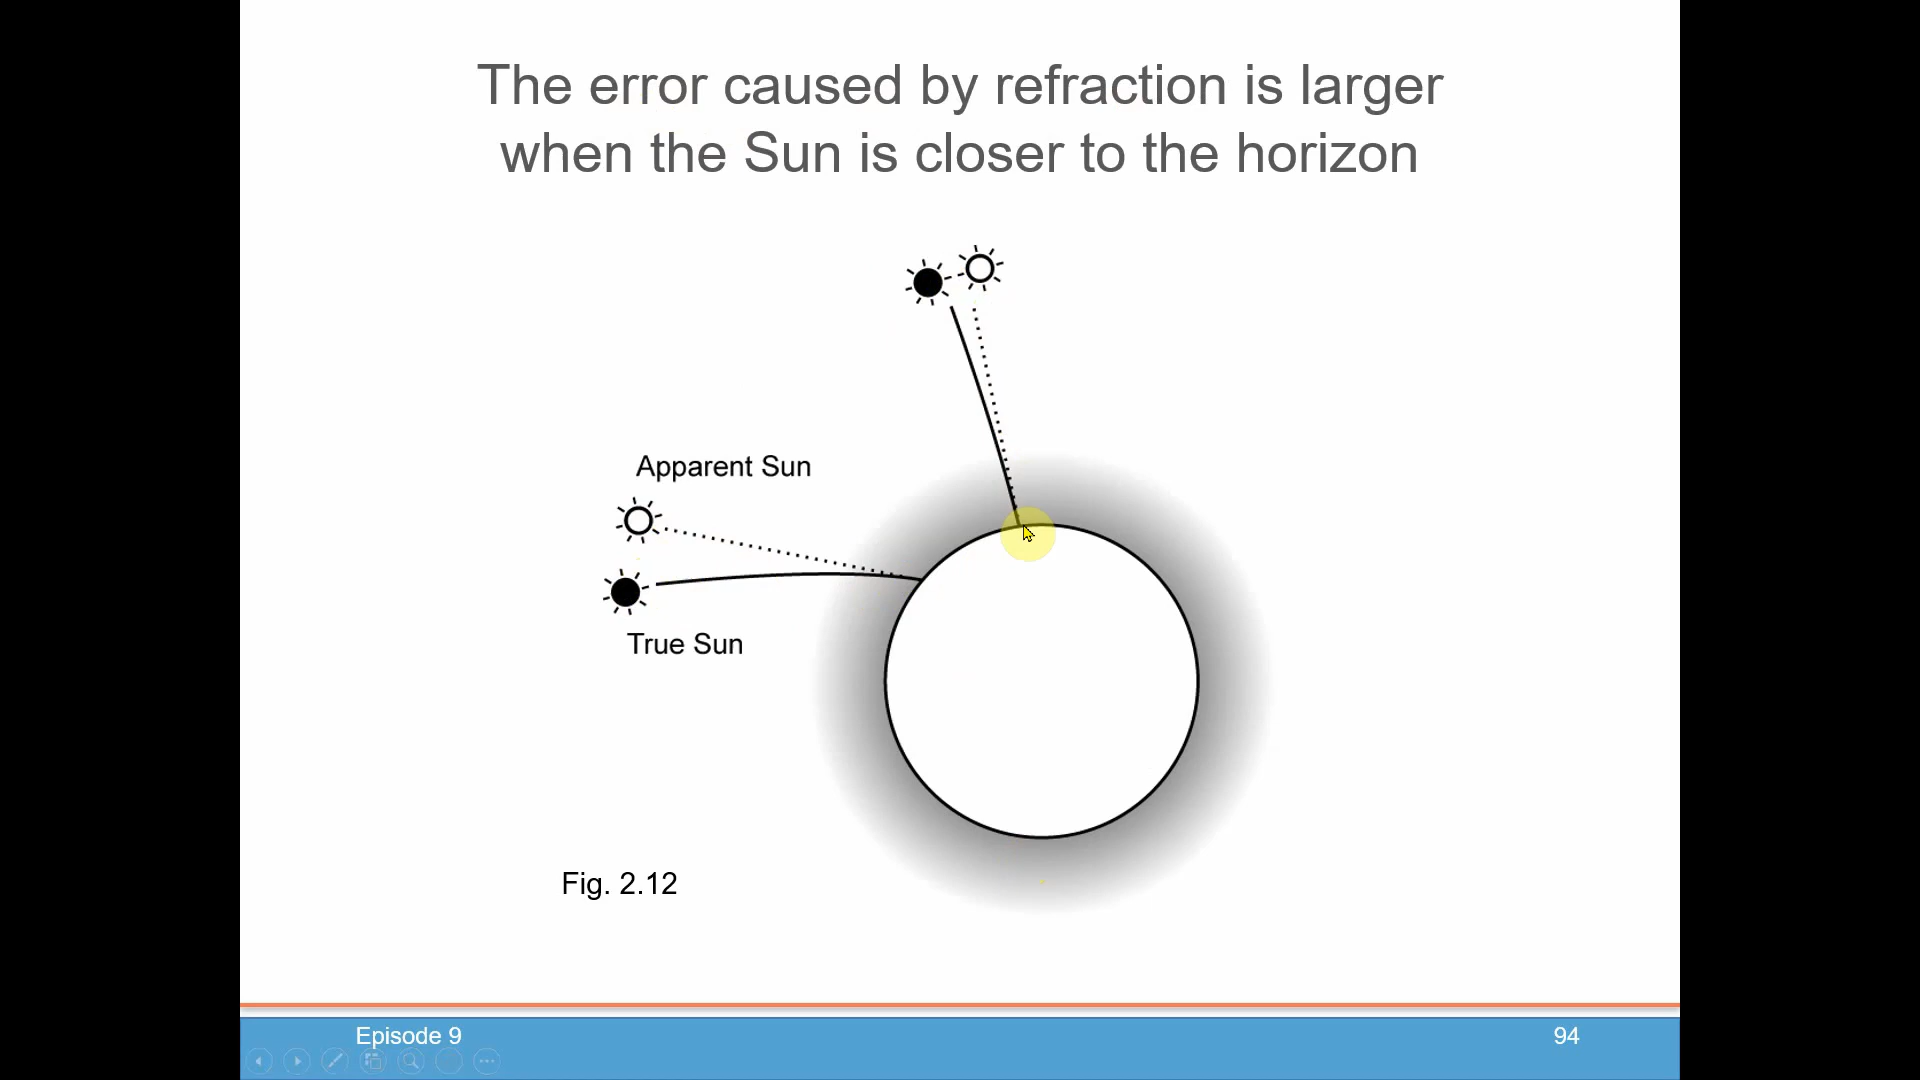 The error caused by refraction is larger
when the Sun is closer to the horizon
Apparent Sun
True Sun
Fig. 2.12
Episode 9
94